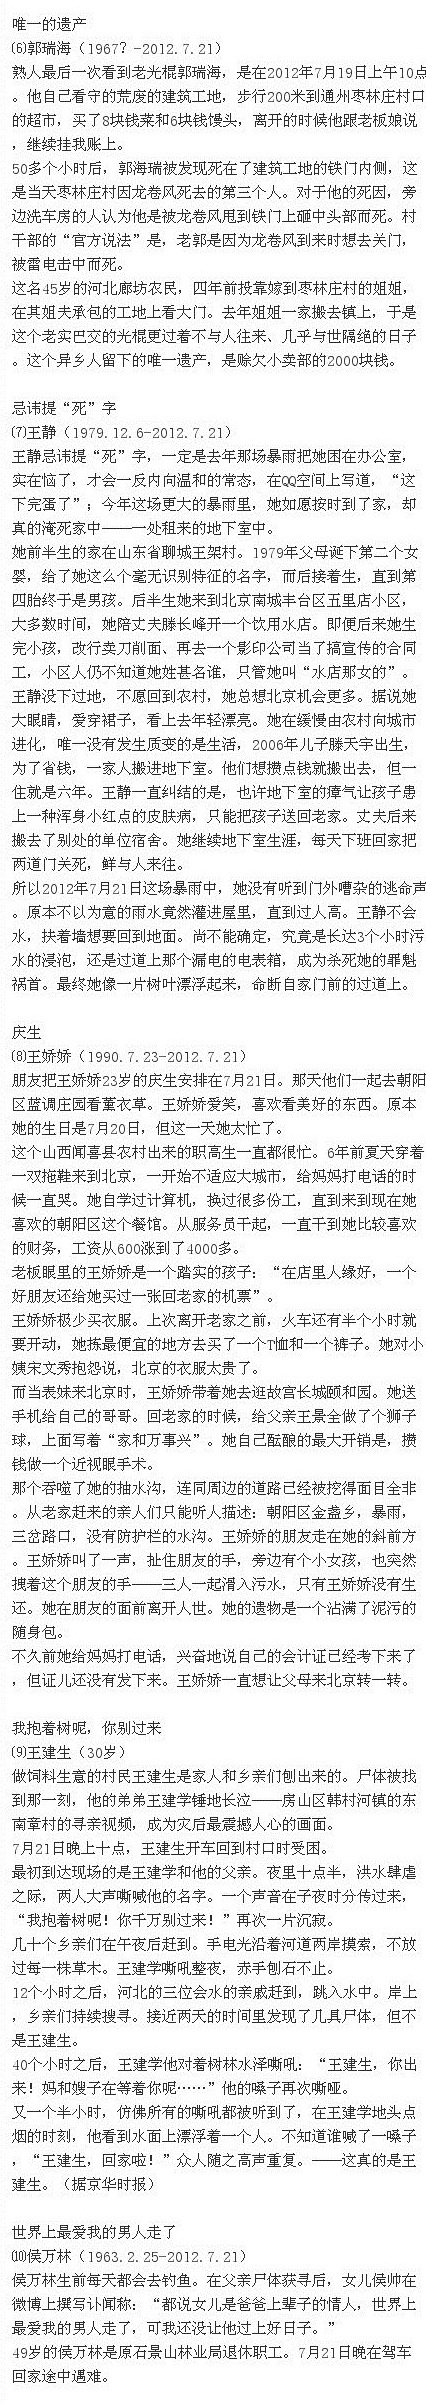 唯一的遗产
⑹郭瑞海（1967？-2012.7.21）
熟人最后一次看到老光棍郭瑞海，是在2012年7月19日上午10点
。他自己看守的荒废的建筑工地，步行200米到通州枣林庄村口
的超市，买了8块钱菜和6块钱馒头，离开的时候他跟老板娘说
，继续挂我账上。
50多个小时后，郭海瑞被发现死在了建筑工地的铁门内侧，这
是当天枣林庄村因龙卷风死去的第三个人。对于他的死因，旁
边洗车房的人认为他是被龙卷风甩到铁门上砸中头部而死。村
干部的“官方说法”是，老郭是因为龙卷风到来时想去关门，
被雷电击中而死。
这名45岁的河北廊坊农民，四年前投靠嫁到枣林庄村的姐姐，
在其姐夫承包的工地上看大门。去年姐姐一家搬去镇上，于是
这个老实巴交的光棍更过着不与人往来、几乎与世隔绝的日子
。这个异乡人留下的唯一遗产，是赊欠小卖部的2000块钱。
忌讳提“死”字
⑺王静（1979.12.6-2012.7.21）
王静忌讳提“死”字，一定是去年那场暴雨把她困在办公室，
实在恼了，才会一反内向温和的常态，在QQ空间上写道，“这
下完蛋了”；今年这场更大的暴雨里，她如愿按时到了家，却
真的淹死家中——一处租来的地下室中。
她前半生的家在山东省聊城王架村。1979年父母诞下第二个女
婴，给了她这么个毫无识别特征的名字，而后接着生，直到第
四胎终于是男孩。后半生她来到北京南城丰台区五里店小区，
大多数时间，她陪丈夫滕长峰开一个饮用水店。即便后来她生
完小孩，改行卖刀削面、再去一个影印公司当了搞宣传的合同
工，小区人仍不知道她姓甚名谁，只管她叫“水店那女的”。
王静没下过地，不愿回到农村，她总想北京机会更多。据说她
大眼睛，爱穿裙子，看上去年轻漂亮。她在缓慢由农村向城市
进化，唯一没有发生质变的是生活，2006年儿子滕天宇出生，
为了省钱，一家人搬进地下室。他们想攒点钱就搬出去，但一
住就是六年。王静一直纠结的是，也许地下室的瘴气让孩子患
上一种浑身小红点的皮肤病，只能把孩子送回老家。丈夫后来
搬去了别处的单位宿舍。她继续地下室生涯，每天下班回家把
两道门关死，鲜与人来往。
所以2012年7月21日这场暴雨中，她没有听到门外嘈杂的逃命声
。原本不以为意的雨水竟然灌进屋里，直到过人高。王静不会
水，扶着墙想要回到地面。尚不能确定，究竟是长达3个小时污
水的浸泡，还是过道上那个漏电的电表箱，成为杀死她的罪魁
祸首。最终她像一片树叶漂浮起来，命断自家门前的过道上。
庆生
⑻王娇娇（1990.7.23-2012.7.21）
朋友把王娇娇23岁的庆生安排在7月21日。那天他们一起去朝阳
区蓝调庄园看薰衣草。王娇娇爱笑，喜欢看美好的东西。原本
她的生日是7月20日，但这一天她太忙了。
这个山西闻喜县农村出来的职高生一直都很忙。6年前夏天穿着
一双拖鞋来到北京，一开始不适应大城市，给妈妈打电话的时
候一直哭。她自学过计算机，换过很多份工，直到来到现在她
喜欢的朝阳区这个餐馆。从服务员干起，一直干到她比较喜欢
的财务，工资从600涨到了4000多。
老板眼里的王娇娇是一个踏实的孩子：“在店里人缘好，一个
好朋友还给她买过一张回老家的机票”。
王娇娇极少买衣服。上次离开老家之前，火车还有半个小时就
要开动，她拣最便宜的地方去买了一个T恤和一个裤子。她对小
姨宋文秀抱怨说，北京的衣服太贵了。
而当表妹来北京时，王娇娇带着她去逛故宫长城颐和园。她送
手机给自己的哥哥。回老家的时候，给父亲王景全做了个狮子
球，上面写着“家和万事兴”。她自己酝酿的最大开销是，攒
钱做一个近视眼手术。
那个吞噬了她的抽水沟，连同周边的道路已经被挖得面目全非
。从老家赶来的亲人们只能听人描述：朝阳区金盏乡，暴雨，
三岔路口，没有防护栏的水沟。王娇娇的朋友走在她的斜前方
。王娇娇叫了一声，扯住朋友的手，旁边有个小女孩，也突然
拽着这个朋友的手——三人一起滑入污水，只有王娇娇没有生
还。她在朋友的面前离开人世。她的遗物是一个沾满了泥污的
随身包。
不久前她给妈妈打电话，兴奋地说自己的会计证已经考下来了
，但证儿还没有发下来。王娇娇一直想让父母来北京转一转。
我抱着树呢，你别过来
⑼王建生（30岁）
做饲料生意的村民王建生是家人和乡亲们刨出来的。尸体被找
到那一刻，他的弟弟王建学锤地长泣——房山区韩村河镇的东
南章村的寻亲视频，成为灾后最震撼人心的画面。
7月21日晚上十点，王建生开车回到村口时受困。
最初到达现场的是王建学和他的父亲。夜里十点半，洪水肆虐
之际，两人大声嘶喊他的名字。一个声音在子夜时分传过来，
“我抱着树呢！你千万别过来！”再次一片沉寂。
几十个乡亲们在午夜后赶到。手电光沿着河道两岸摸索，不放
过每一株草木。王建学嘶吼整夜，赤手刨石不止。
12个小时之后，河北的三位会水的亲戚赶到，跳入水中。岸上
，乡亲们持续搜寻。接近两天的时间里发现了几具尸体，但不
是王建生。
40个小时之后，王建学他对着树林水泽嘶吼：“王建生，你出
来！妈和嫂子在等着你呢……”他的嗓子再次嘶哑。
又一个半小时，仿佛所有的嘶吼都被听到了，在王建学地头点
烟的时刻，他看到水面上漂浮着一个人。不知道谁喊了一嗓子
，“王建生，回家啦！”众人随之高声重复。——这真的是王
建生。（据京华时报）
世界上最爱我的男人走了
⑽侯万林（1963.2.25-2012.7.21）
侯万林生前每天都会去钓鱼。在父亲尸体获寻后，女儿侯帅在
微博上撰写讣闻称：“都说女儿是爸爸上辈子的情人，世界上
最爱我的男人走了，可我还没让他过上好日子。”
49岁的侯万林是原石景山林业局退休职工。7月21日晚在驾车
回家途中遇难。